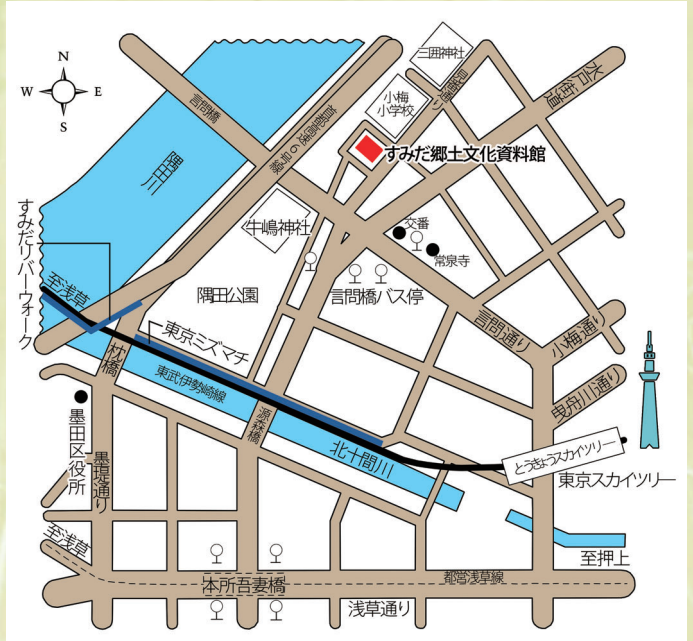 N
W
E
S
三囲神社
見番通り
水戸街道
小梅
小学校
言問橋
首都高速6号線
すみだ郷土文化資料館
隅田川
牛嶋神社
交番
常泉寺
すみだリバーウォーク
至浅草
隅田公園
言問橋バス停
言問通り
小梅通り
東京ミズマチ
枕橋
東武伊勢崎線
源森橋
曳舟川通り
墨田区役所
墨堤通り
北十間川
とうきょうスカイツリー
東京スカイツリー
至浅草
至押上
本所吾妻橋
都営浅草線
浅草通り